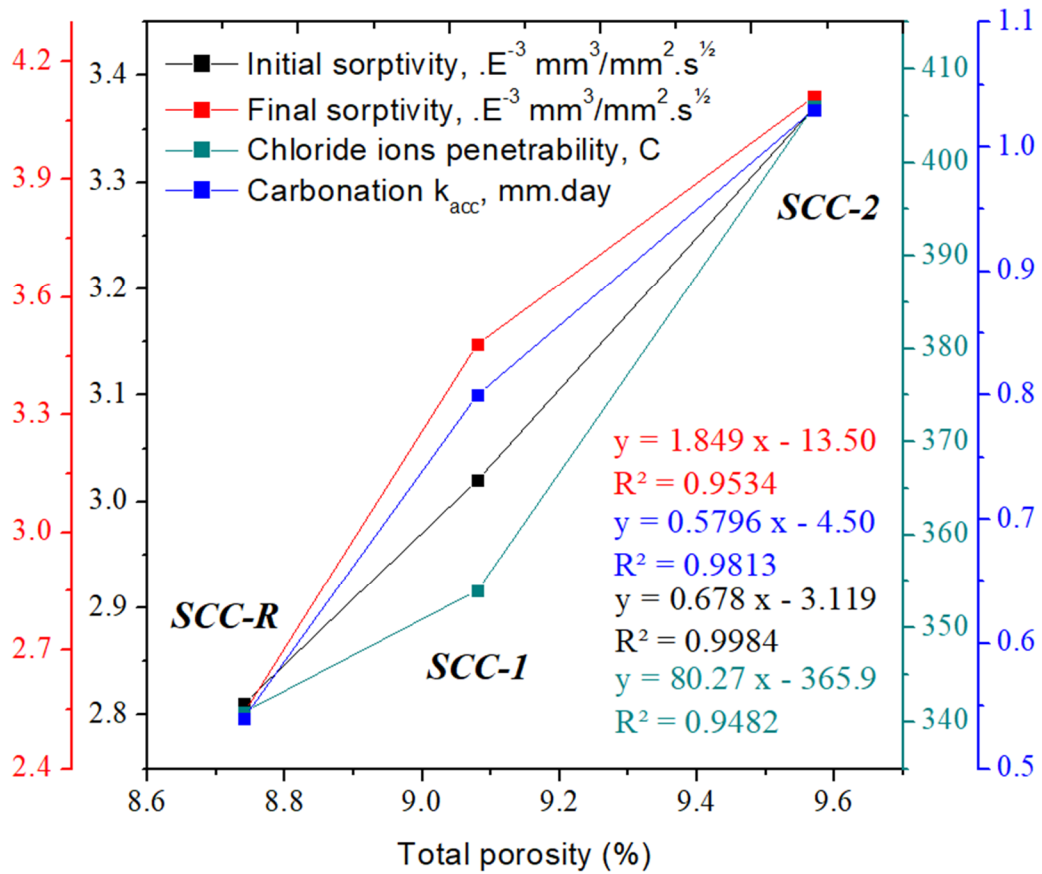 Initial sorptivity, .E⁻³ mm³/mm².s^½
Final sorptivity, .E⁻³ mm³/mm².s^½
Chloride ions penetrability, C
Carbonation k_acc, mm.day
4.2
3.9
3.6
3.3
3.0
2.7
2.4
3.4
3.3
3.2
3.1
3.0
2.9
2.8
SCC-R
SCC-1
SCC-2
y = 1.849 x - 13.50
R² = 0.9534
y = 0.5796 x - 4.50
R² = 0.9813
y = 0.678 x - 3.119
R² = 0.9984
y = 80.27 x - 365.9
R² = 0.9482
410
400
390
380
370
360
350
340
1.1
1.0
0.9
0.8
0.7
0.6
0.5
8.6 8.8 9.0 9.2 9.4 9.6
Total porosity (%)